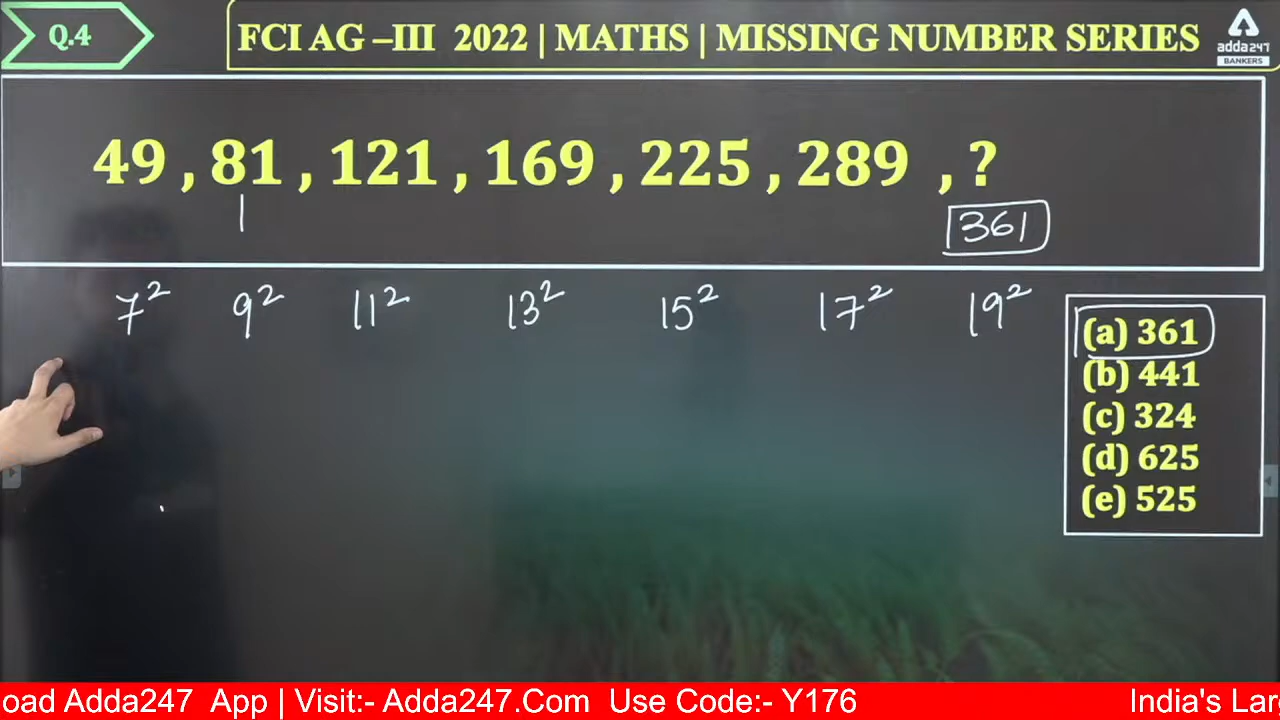 Q.4
FCI AG –III 2022 | MATHS | MISSING NUMBER SERIES
adda247
BANKERS
49 , 81 , 121 , 169 , 225 , 289 , ?
361
7² 9² 11² 13² 15² 17² 19²
(a) 361
(b) 441
(c) 324
(d) 625
(e) 525
oad Adda247 App | Visit:- Adda247.Com Use Code:- Y176 India's Lar